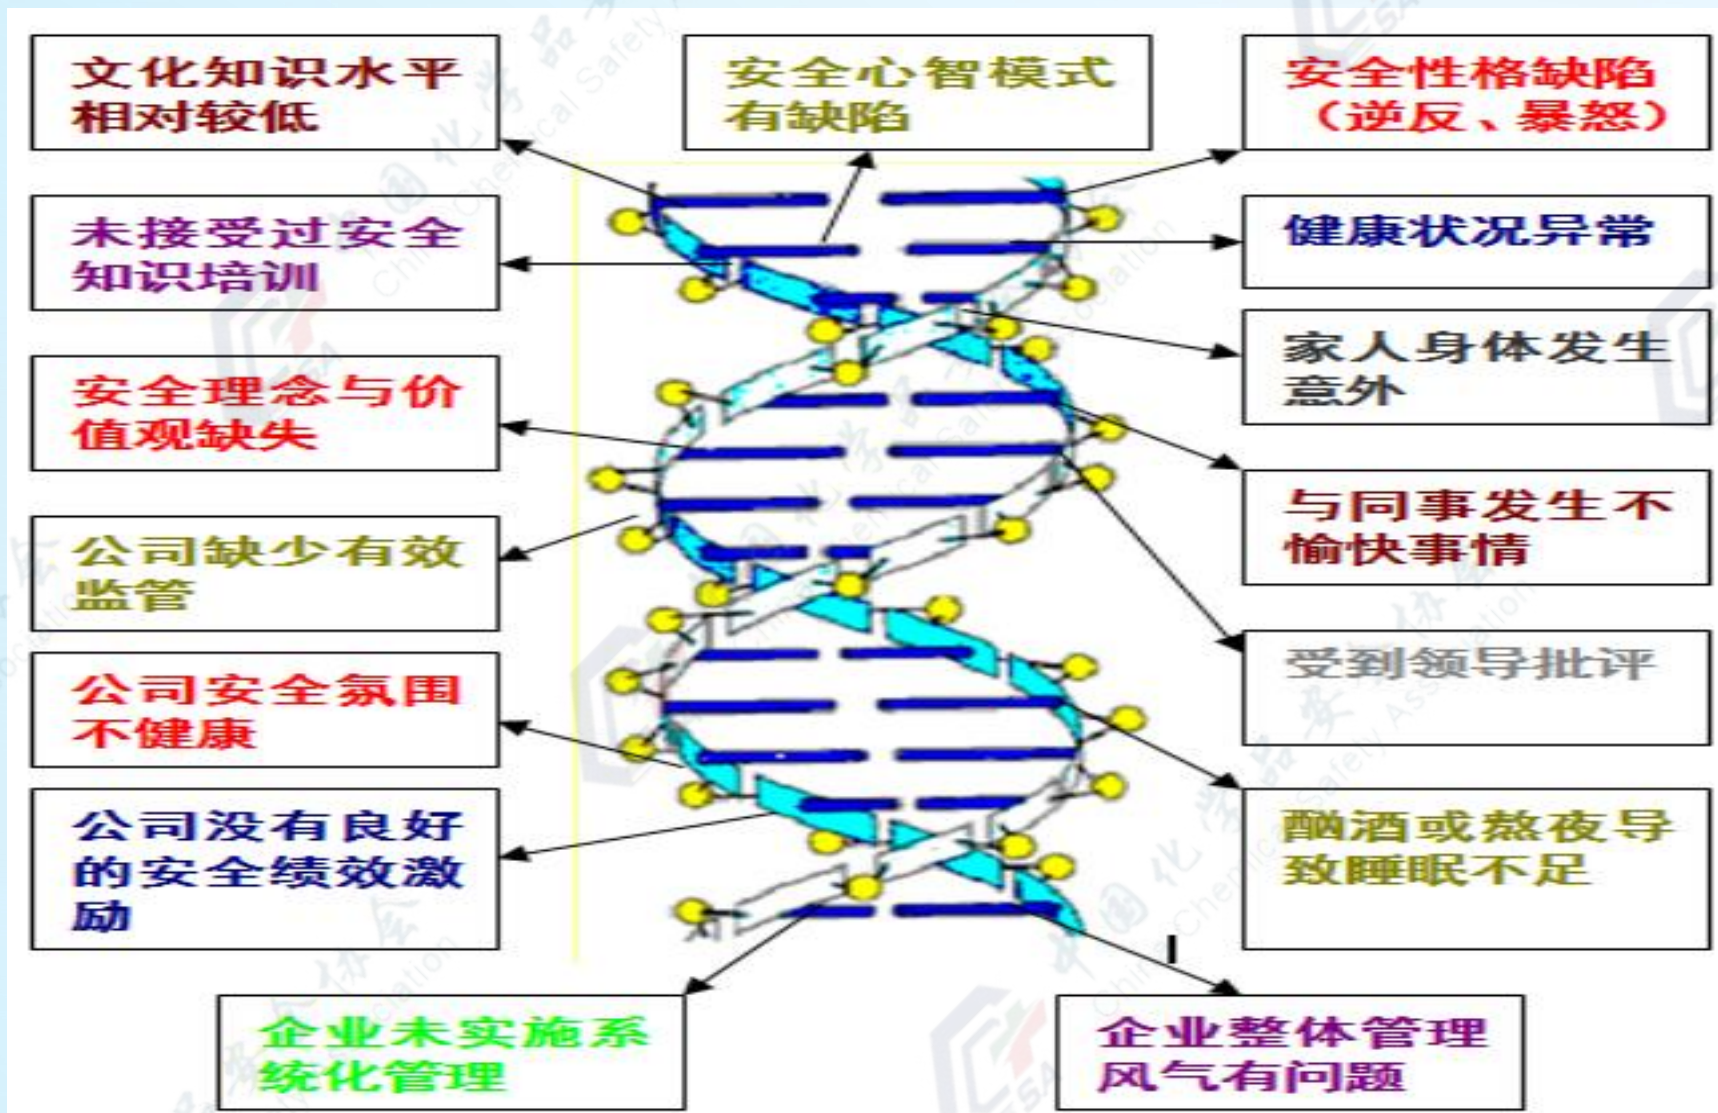 文化知识水平
相对较低
安全心智模式
有缺陷
安全性格缺陷
（逆反、暴怒）
未接受过安全
知识培训
健康状况异常
家人身体发生
意外
安全理念与价
值观缺失
与同事发生不
愉快事情
公司缺少有效
监管
受到领导批评
公司安全氛围
不健康
公司没有良好
的安全绩效激
励
酗酒或熬夜导
致睡眠不足
企业未实施系
统化管理
企业整体管理
风气有问题